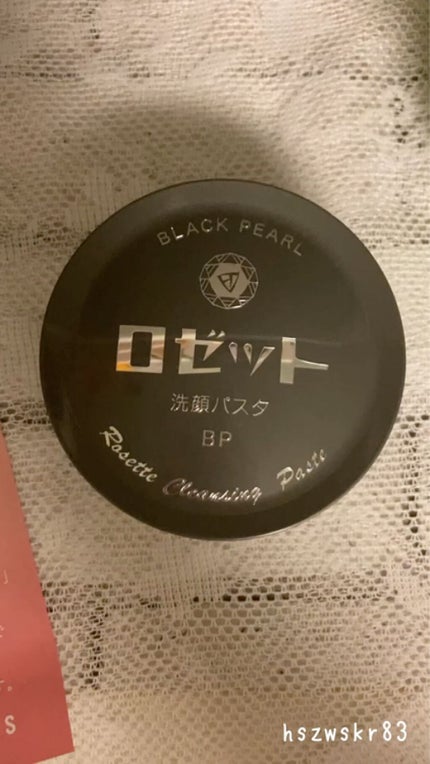 BLACK PEARL
ロゼット
洗顔パスタ
BP
Rosette Cleansing Paste
」
。
S
hszwskr83